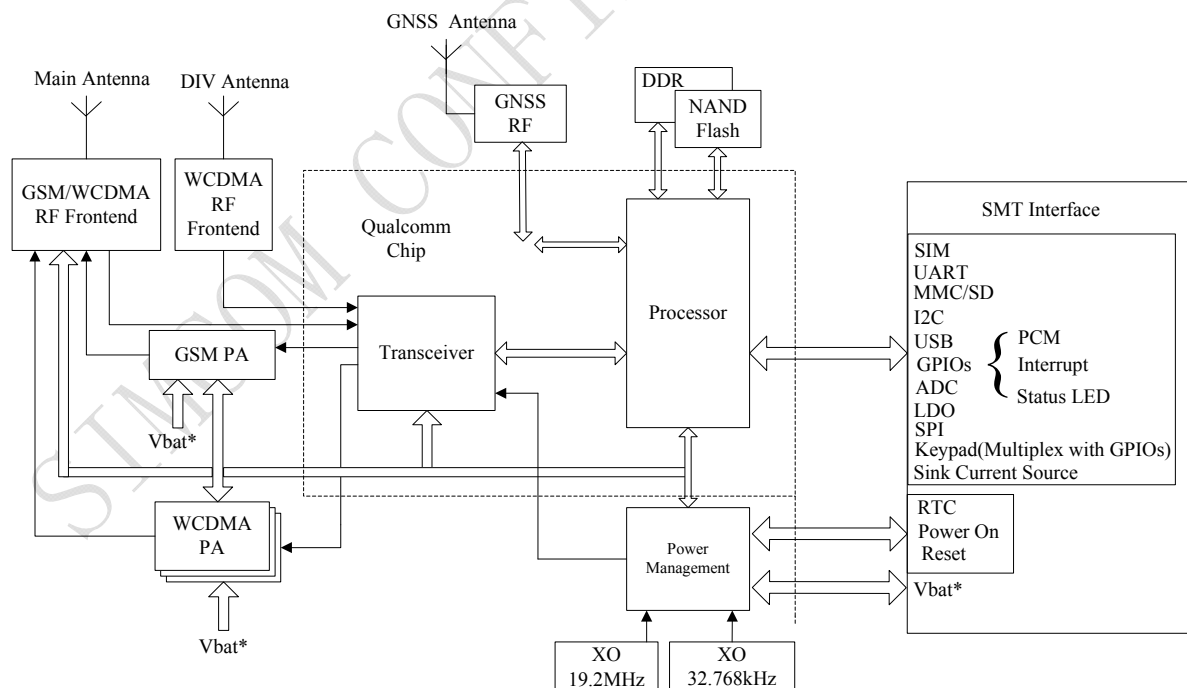 GNSS Antenna
Main Antenna
DIV Antenna
GNSS
RF
DDR
NAND
Flash
GSM/WCDMA
RF Frontend
WCDMA
RF
Frontend
Qualcomm
Chip
Transceiver
Processor
GSM PA
Vbat*
WCDMA
PA
Vbat*
Power
Management
XO
19.2MHz
XO
32.768kHz
SMT Interface
SIM
UART
MMC/SD
I2C
USB
GPIOs
ADC
LDO
SPI
Keypad(Multiplex with GPIOs)
Sink Current Source
{
PCM
Interrupt
Status LED
RTC
Power On
Reset
Vbat*
SIMCOM CONF